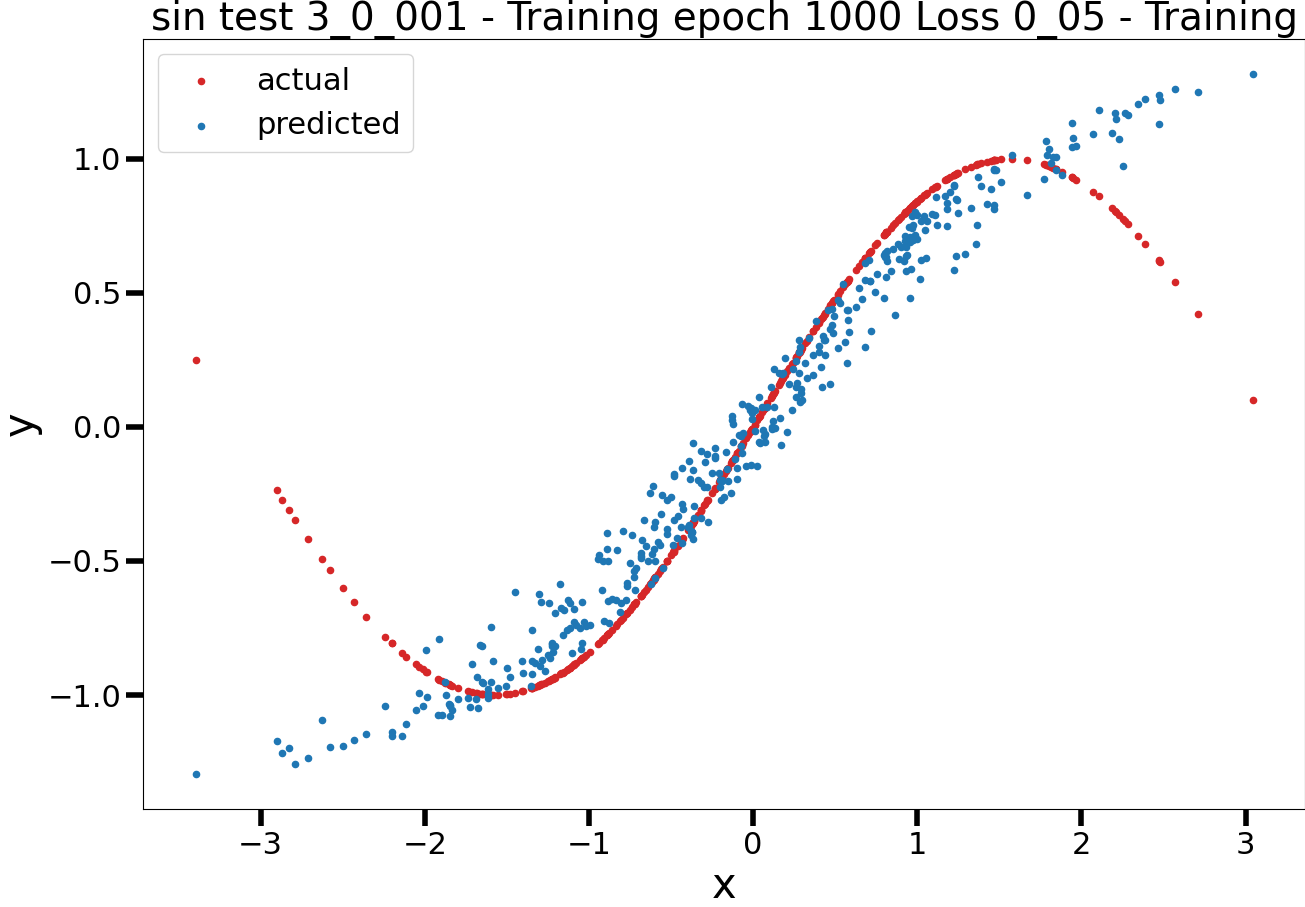 sin test 3_0_001 - Training epoch 1000 Loss 0_05 - Training
actual
predicted
1.0
0.5
0.0
−0.5
−1.0
y
−3 −2 −1 0 1 2 3
x